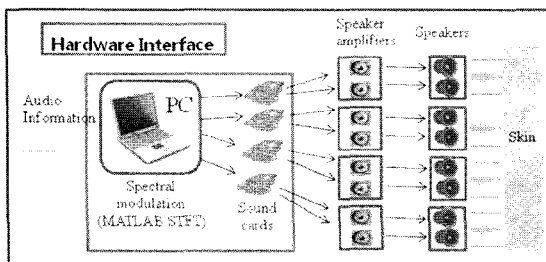 Hardware Interface
Speaker
amplifiers
Speakers
Audio
Information
PC
Skin
Spectral
modulation
(MATLAB STFT)
Sound
cards